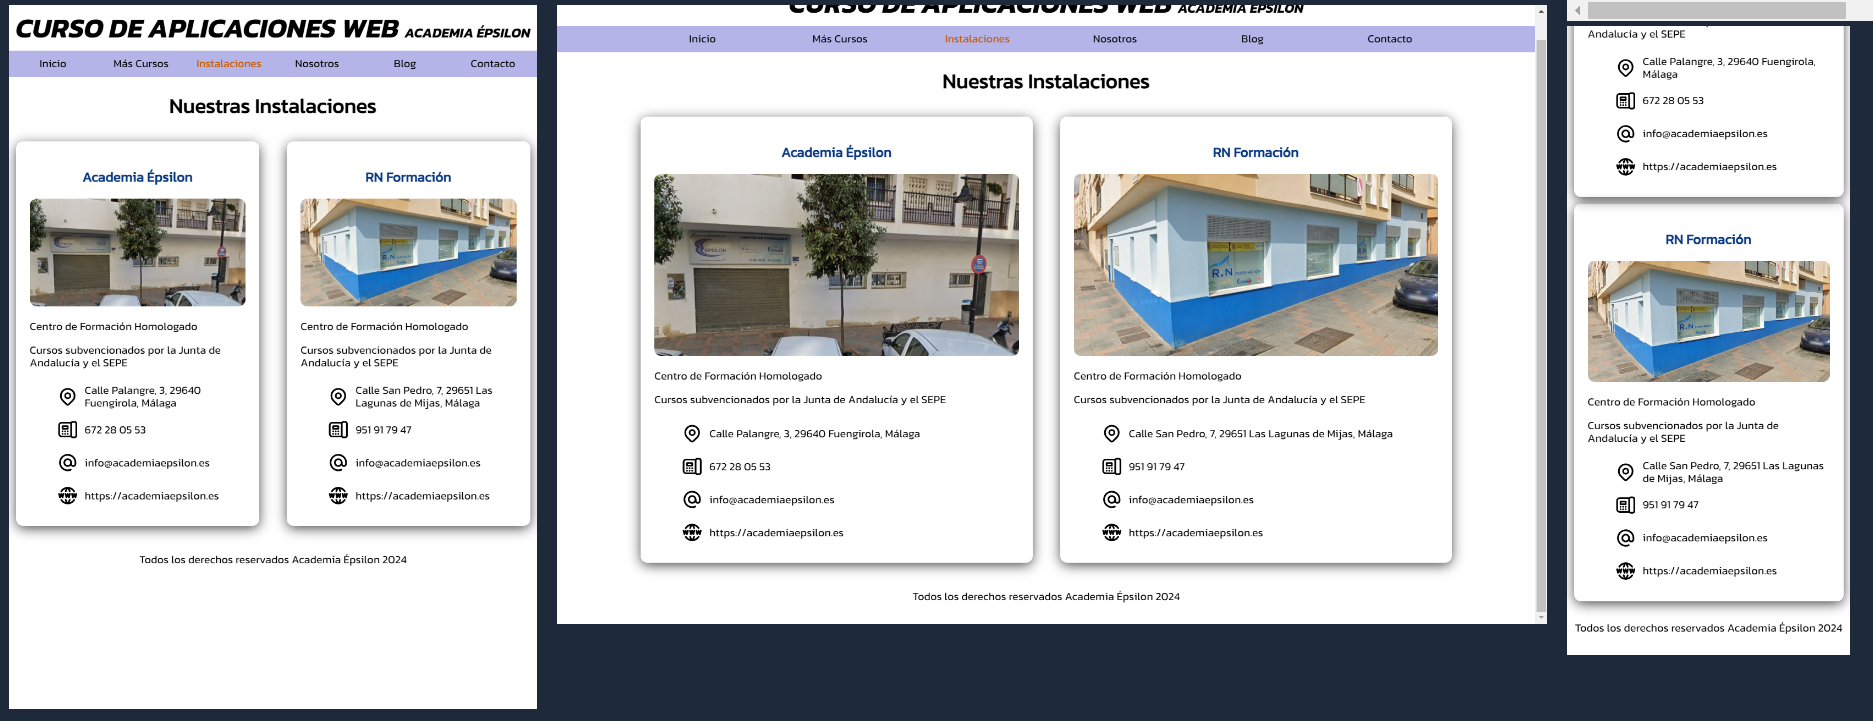 CURSO DE APLICACIONES WEB ACADEMIA ÉPSILON
Inicio Más Cursos Instalaciones Nosotros Blog Contacto
Nuestras Instalaciones
Academia Épsilon
EPSILON
Centro de Formación Homologado
Cursos subvencionados por la Junta de
Andalucía y el SEPE
Calle Palangre, 3, 29640
Fuengirola, Málaga
672 28 05 53
info@academiaepsilon.es
https://academiaepsilon.es
RN Formación
R.N
Centro de Formación Homologado
Cursos subvencionados por la Junta de
Andalucía y el SEPE
Calle San Pedro, 7, 29651 Las
Lagunas de Mijas, Málaga
951 91 79 47
info@academiaepsilon.es
https://academiaepsilon.es
Todos los derechos reservados Academia Épsilon 2024
CURSO DE APLICACIONES WEB ACADEMIA ÉPSILON
Inicio Más Cursos Instalaciones Nosotros Blog Contacto
Nuestras Instalaciones
Academia Épsilon
EPSILON
Centro de Formación Homologado
Cursos subvencionados por la Junta de Andalucía y el SEPE
Calle Palangre, 3, 29640 Fuengirola, Málaga
672 28 05 53
info@academiaepsilon.es
https://academiaepsilon.es
RN Formación
R.N
Centro de Formación Homologado
Cursos subvencionados por la Junta de Andalucía y el SEPE
Calle San Pedro, 7, 29651 Las Lagunas de Mijas, Málaga
951 91 79 47
info@academiaepsilon.es
https://academiaepsilon.es
Todos los derechos reservados Academia Épsilon 2024
Andalucía y el SEPE
Calle Palangre, 3, 29640 Fuengirola,
Málaga
672 28 05 53
info@academiaepsilon.es
https://academiaepsilon.es
RN Formación
R.N
Centro de Formación Homologado
Cursos subvencionados por la Junta de
Andalucía y el SEPE
Calle San Pedro, 7, 29651 Las Lagunas
de Mijas, Málaga
951 91 79 47
info@academiaepsilon.es
https://academiaepsilon.es
Todos los derechos reservados Academia Épsilon 2024